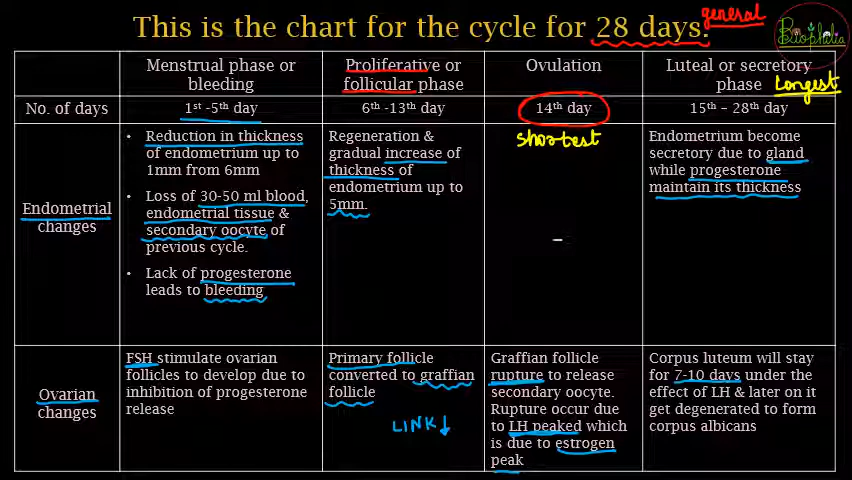 This is the chart for the cycle for 28 days.
general
Biophilia
Menstrual phase or
bleeding
Proliferative or
follicular phase
Ovulation
Luteal or secretory
phase
Longest
No. of days
1st -5th day
6th -13th day
14th day
15th – 28th day
Endometrial
changes
• Reduction in thickness
of endometrium up to
1mm from 6mm
• Loss of 30-50 ml blood,
endometrial tissue &
secondary oocyte of
previous cycle.
• Lack of progesterone
leads to bleeding
Regeneration &
gradual increase of
thickness of
endometrium up to
5mm.
shortest
–
Endometrium become
secretory due to gland
while progesterone
maintain its thickness
Ovarian
changes
FSH stimulate ovarian
follicles to develop due to
inhibition of progesterone
release
Primary follicle
converted to graffian
follicle
LINK↓
Graffian follicle
rupture to release
secondary oocyte.
Rupture occur due
to LH peaked which
is due to estrogen
peak
Corpus luteum will stay
for 7-10 days under the
effect of LH & later on it
get degenerated to form
corpus albicans